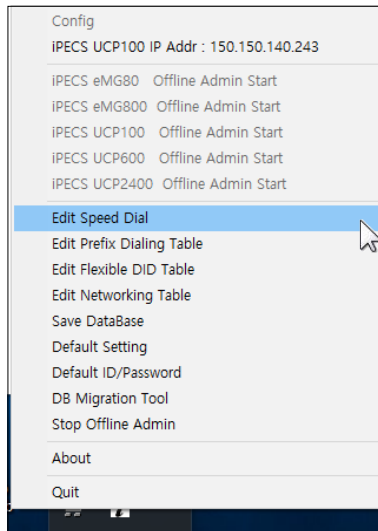 Config
iPECS UCP100 IP Addr : 150.150.140.243
iPECS eMG80 Offline Admin Start
iPECS eMG800 Offline Admin Start
iPECS UCP100 Offline Admin Start
iPECS UCP600 Offline Admin Start
iPECS UCP2400 Offline Admin Start
Edit Speed Dial
Edit Prefix Dialing Table
Edit Flexible DID Table
Edit Networking Table
Save DataBase
Default Setting
Default ID/Password
DB Migration Tool
Stop Offline Admin
About
Quit